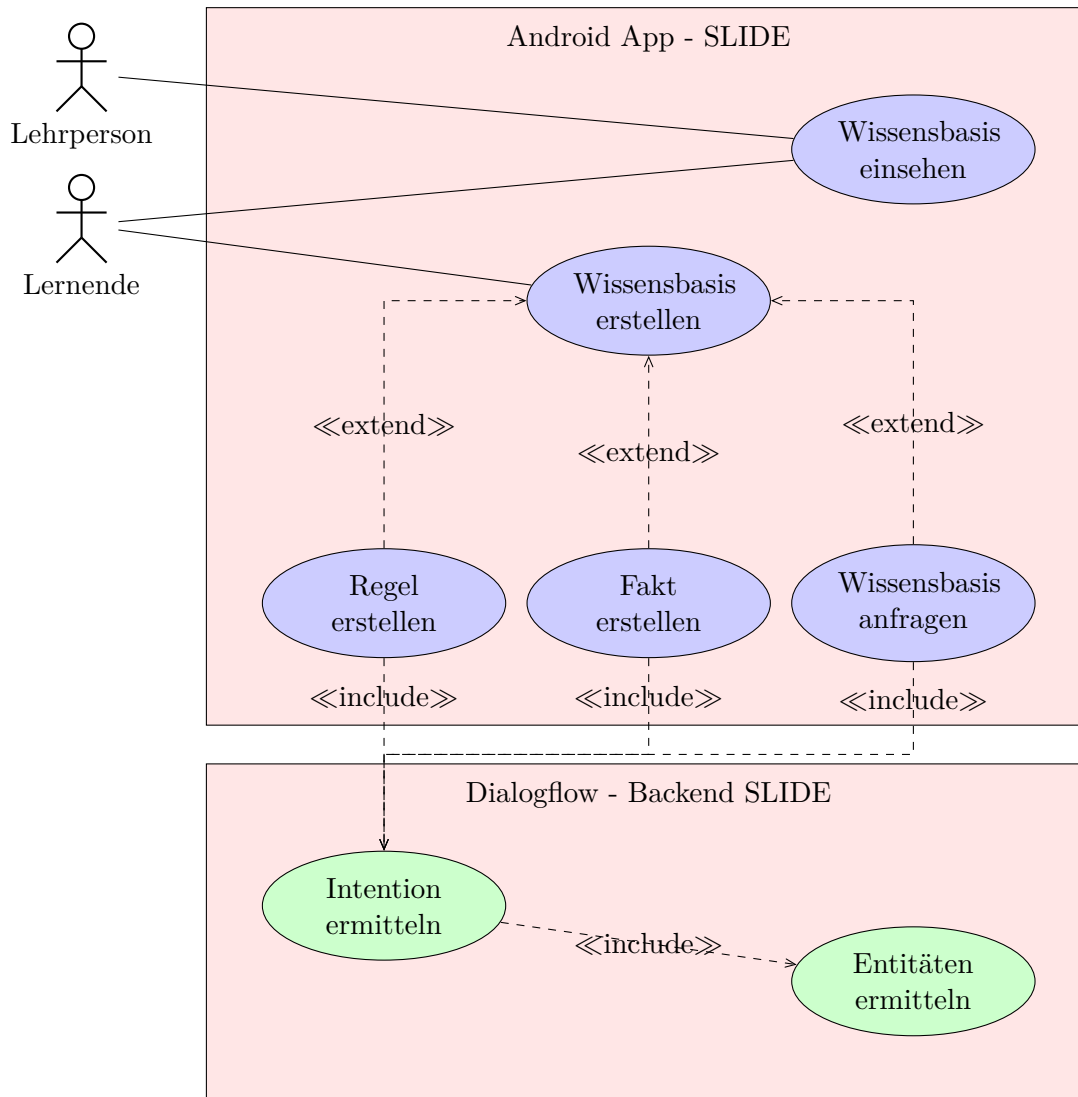 Android App - SLIDE
Lehrperson
Wissensbasis
einsehen
Lernende
Wissensbasis
erstellen
≪extend≫
≪extend≫
≪extend≫
Regel
erstellen
Fakt
erstellen
Wissensbasis
anfragen
≪include≫
≪include≫
≪include≫
Dialogflow - Backend SLIDE
Intention
ermitteln
≪include≫
Entitäten
ermitteln